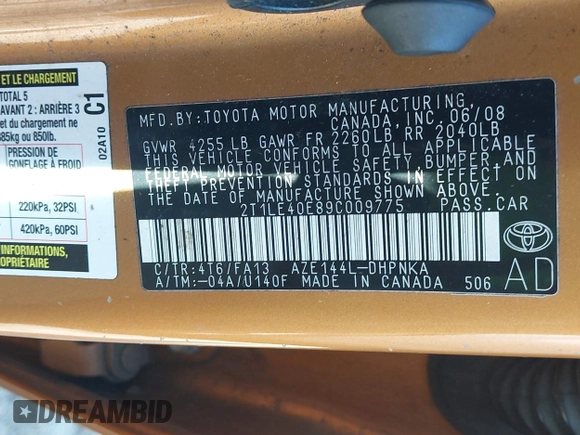 ET LE CHARGEMENT
TOTAL 5
AVANT 2 : ARRIÈRE 3
et du chargement ne
385kg ou 850lb.
C1
02A10
PRESSION DE
GONFLAGE À FROID
220kPa, 32PSI
420kPa, 60PSI
INFORMATIONS,
PROPRIÉTAIRE
MFD. BY: TOYOTA MOTOR MANUFACTURING,
CANADA, INC. 06/08
GVWR 4255 LB GAWR FR 2260LB RR 2040LB
THIS VEHICLE CONFORMS TO ALL APPLICABLE
FEDERAL MOTOR VEHICLE SAFETY, BUMPER, AND
THEFT PREVENTION STANDARDS IN EFFECT ON
THE DATE OF MANUFACTURE SHOWN ABOVE.
2T1LE40E89C009775 PASS.CAR
C/TR:4T6/FA13 AZE144L-DHPNKA
A/TM:-04A/U140F MADE IN CANADA 506
TOYOTA
AD
DREAMBID